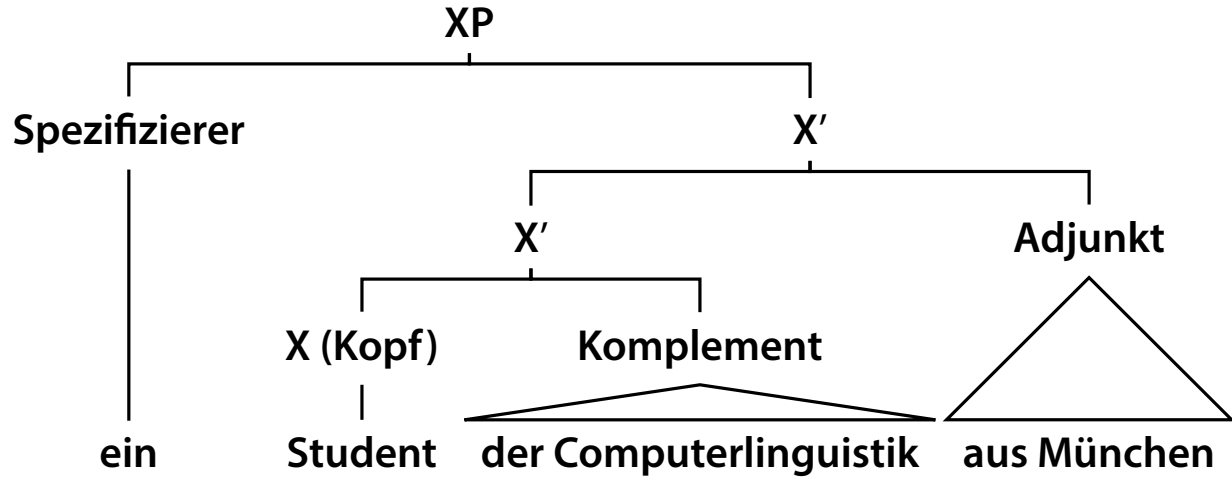 XP
Spezifizierer X′
X′ Adjunkt
X (Kopf) Komplement
ein Student der Computerlinguistik aus München